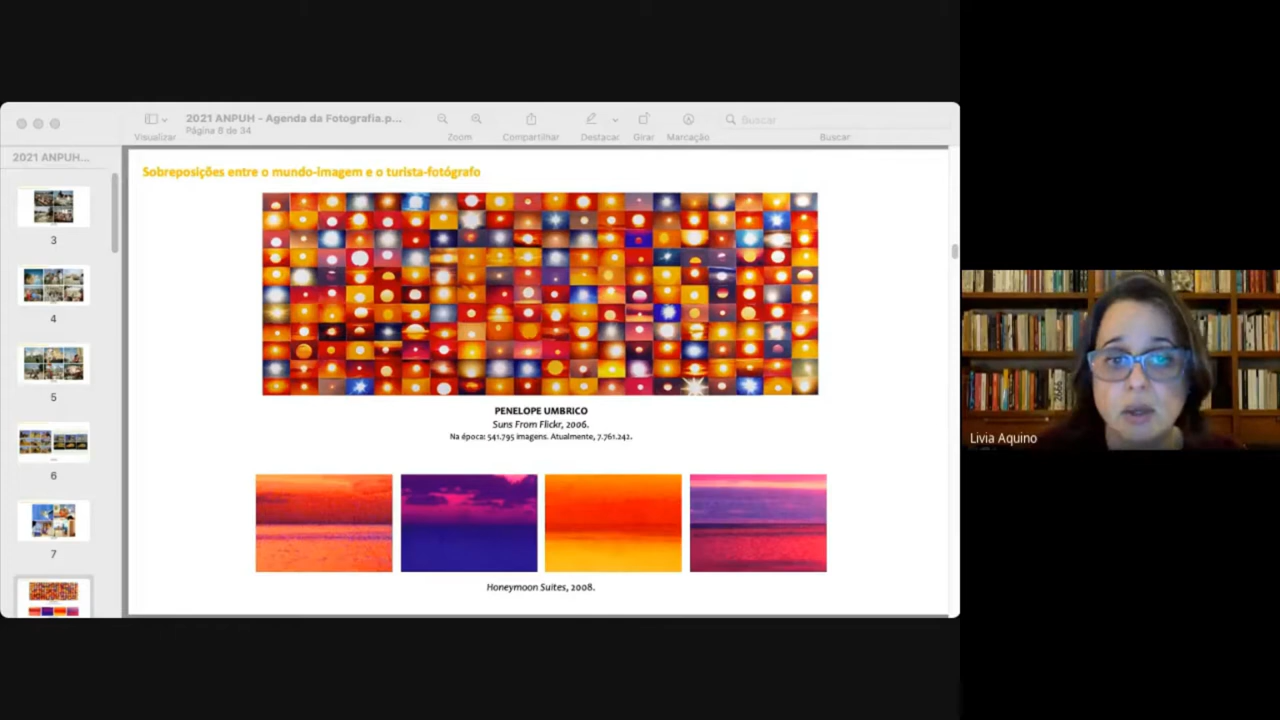 2021 ANPUH - Agenda da Fotografia.p...
Página 8 de 34
Visualizar
Zoom
Compartilhar
Destacar
Girar
Marcação
Buscar
Buscar
2021 ANPUH...
3
4
5
6
7
Sobreposições entre o mundo-imagem e o turista-fotógrafo
PENELOPE UMBRICO
Suns From Flickr, 2006.
Na época: 541.795 imagens. Atualmente, 7.761.242.
Honeymoon Suites, 2008.
2666
Livia Aquino